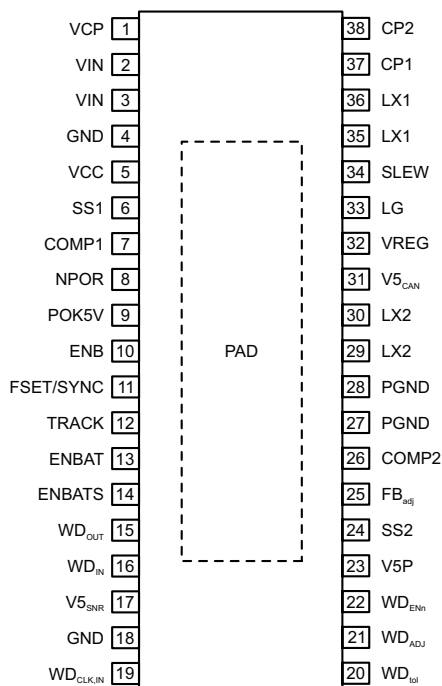 VCP 1
VIN 2
VIN 3
GND 4
VCC 5
SS1 6
COMP1 7
NPOR 8
POK5V 9
ENB 10
FSET/SYNC 11
TRACK 12
ENBAT 13
ENBATS 14
WDOUT 15
WDIN 16
V5SNR 17
GND 18
WDCLK,IN 19
PAD
38 CP2
37 CP1
36 LX1
35 LX1
34 SLEW
33 LG
32 VREG
31 V5CAN
30 LX2
29 LX2
28 PGND
27 PGND
26 COMP2
25 FBadj
24 SS2
23 V5P
22 WDENn
21 WDADJ
20 WDtol